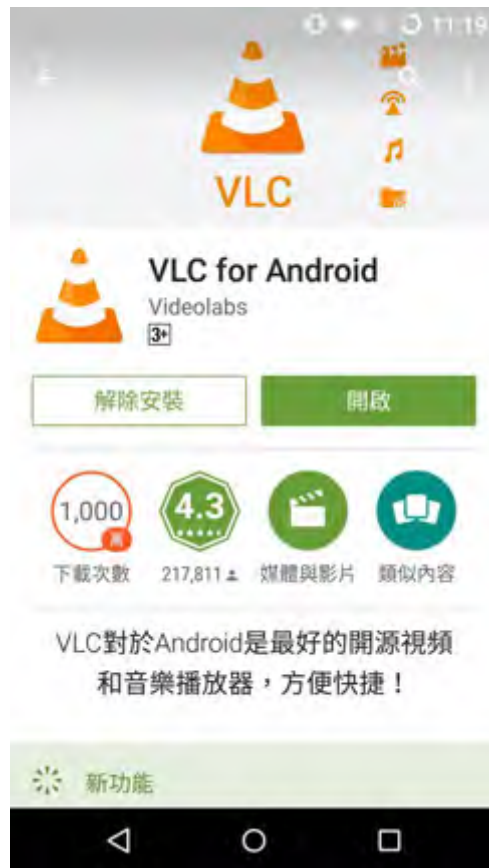 11:19
VLC
VLC for Android
Videolabs
3+
解除安裝
開啟
1,000
萬
4.3
下載次數
217,811
媒體與影片
類似內容
VLC對於Android是最好的開源視頻
和音樂播放器，方便快捷！
新功能